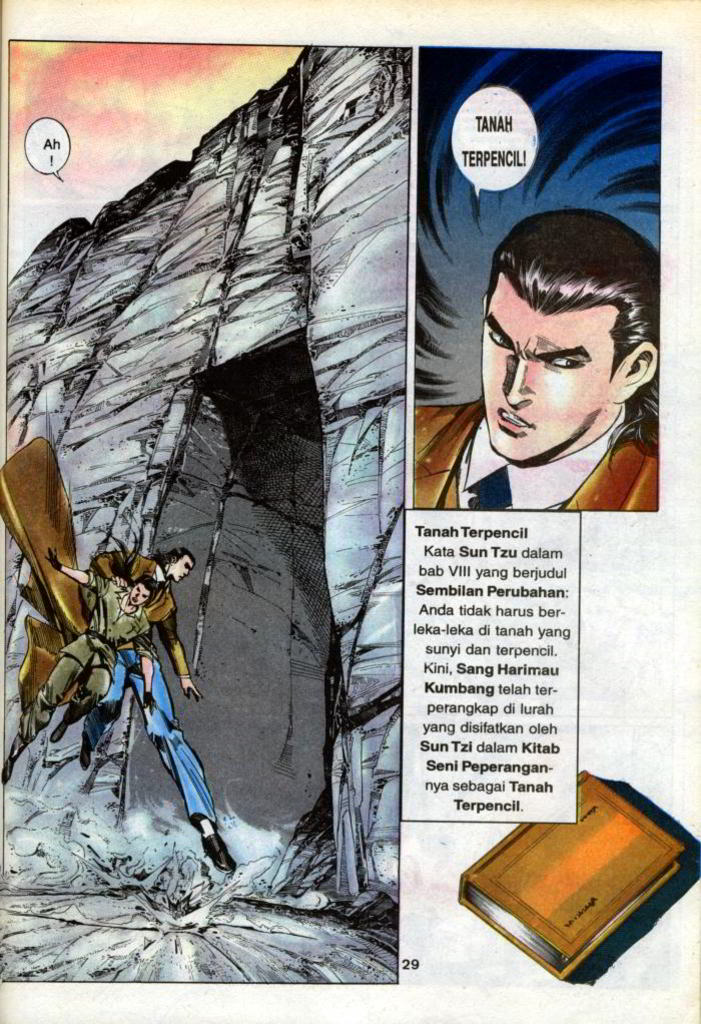 Ah
!
TANAH
TERPENCIL!
Tanah Terpencil
Kata Sun Tzu dalam
bab VIII yang berjudul
Sembilan Perubahan:
Anda tidak harus ber-
leka-leka di tanah yang
sunyi dan terpencil.
Kini, Sang Harimau
Kumbang telah ter-
perangkap di lurah
yang disifatkan oleh
Sun Tzi dalam Kitab
Seni Peperangan-
nya sebagai Tanah
Terpencil.
29